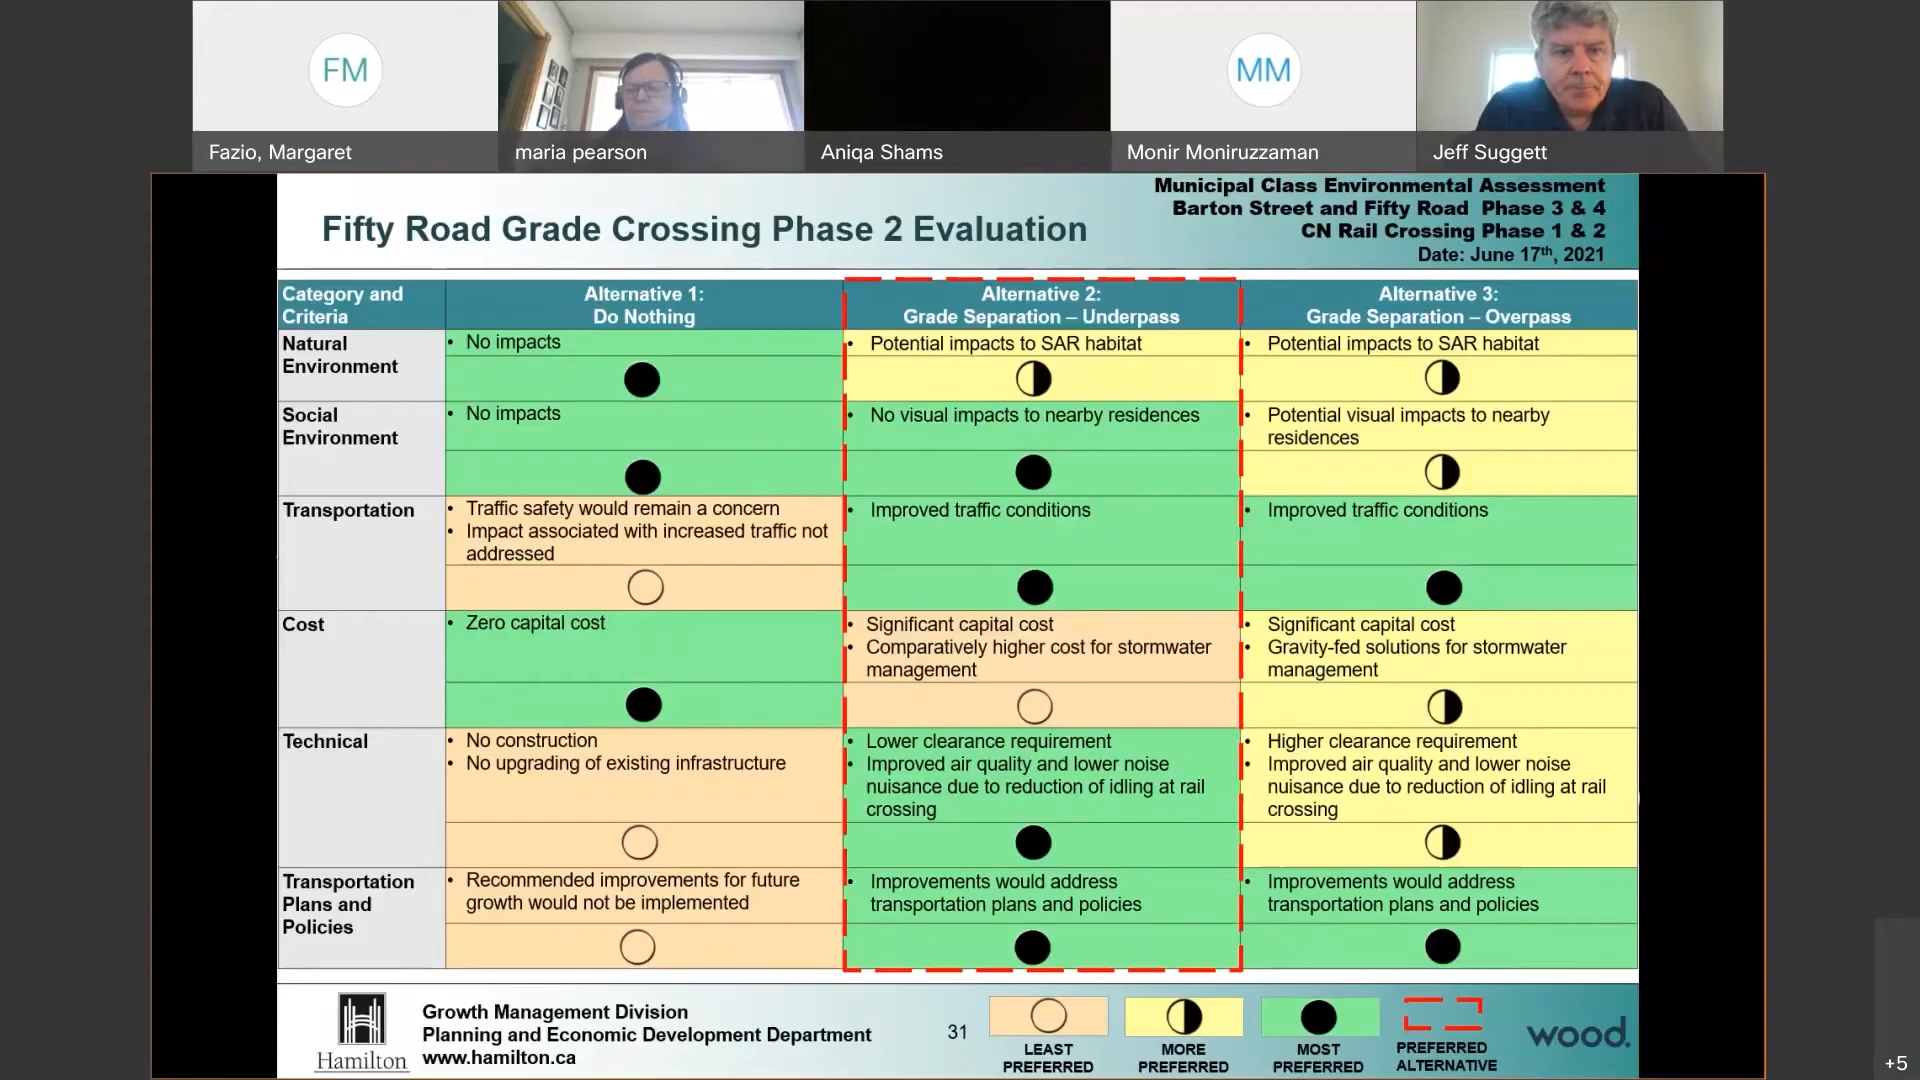 FM
MM
Fazio, Margaret
maria pearson
Aniqa Shams
Monir Moniruzzaman
Jeff Suggett
Fifty Road Grade Crossing Phase 2 Evaluation
Municipal Class Environmental Assessment
Barton Street and Fifty Road Phase 3 & 4
CN Rail Crossing Phase 1 & 2
Date: June 17th, 2021
Category and
Criteria
Alternative 1:
Do Nothing
Alternative 2:
Grade Separation – Underpass
Alternative 3:
Grade Separation – Overpass
Natural
Environment
• No impacts
• Potential impacts to SAR habitat
• Potential impacts to SAR habitat
Social
Environment
• No impacts
• No visual impacts to nearby residences
• Potential visual impacts to nearby
residences
Transportation
• Traffic safety would remain a concern
• Impact associated with increased traffic not
addressed
• Improved traffic conditions
• Improved traffic conditions
Cost
• Zero capital cost
• Significant capital cost
• Comparatively higher cost for stormwater
management
• Significant capital cost
• Gravity-fed solutions for stormwater
management
Technical
• No construction
• No upgrading of existing infrastructure
• Lower clearance requirement
• Improved air quality and lower noise
nuisance due to reduction of idling at rail
crossing
• Higher clearance requirement
• Improved air quality and lower noise
nuisance due to reduction of idling at rail
crossing
Transportation
Plans and
Policies
• Recommended improvements for future
growth would not be implemented
• Improvements would address
transportation plans and policies
• Improvements would address
transportation plans and policies
Hamilton
Growth Management Division
Planning and Economic Development Department
www.hamilton.ca
31
LEAST
PREFERRED
MORE
PREFERRED
MOST
PREFERRED
PREFERRED
ALTERNATIVE
wood.
+5